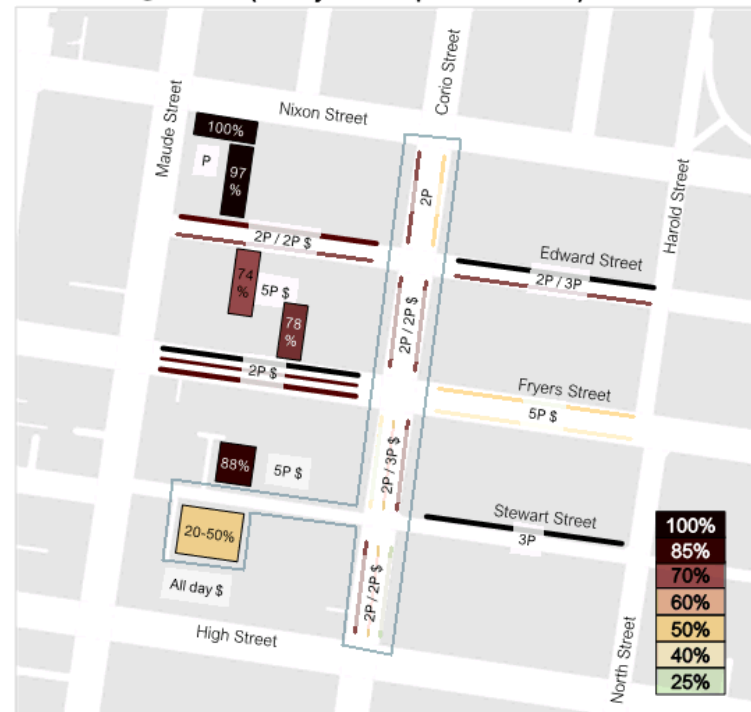 Corio Street
Nixon Street
Maude Street
Harold Street
100%
P
97
%
2P
2P / 2P $
Edward Street
2P / 3P
74
%
5P $
78
%
2P / 2P $
2P $
Fryers Street
5P $
88%
5P $
2P / 3P $
Stewart Street
3P
20-50%
All day $
2P / 2P $
High Street
North Street
100%
85%
70%
60%
50%
40%
25%